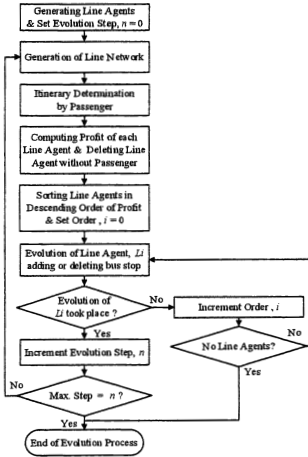 Generating Line Agents
& Set Evolution Step, n = 0
Generation of Line Network
Itinerary Determination
by Passenger
Computing Profit of each
Line Agent & Deleting Line
Agent without Passenger
Sorting Line Agents in
Descending Order of Profit
& Set Order, i = 0
Evolution of Line Agent, Li
adding or deleting bus stop
Evolution of
Li took place ?
No
Increment Order , i
Yes
Increment Evolution Step, n
No Line Agents?
No
Yes
No
Max. Step = n ?
Yes
End of Evolution Process